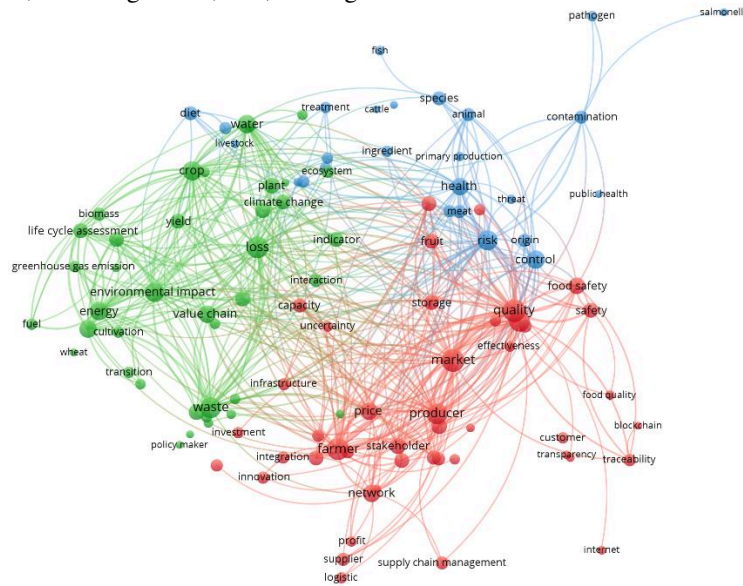 pathogen
salmonell
fish
species
animal
contamination
diet
water
treatment
cattle
livestock
ingredient
primary production
crop
ecosystem
plant
health
public health
climate change
meat
threat
biomass
yield
life cycle assessment
loss
indicator
fruit
risk
origin
control
greenhouse gas emission
interaction
environmental impact
food safety
energy
value chain
capacity
storage
quality
safety
fuel
cultivation
uncertainty
effectiveness
wheat
market
transition
infrastructure
food quality
waste
price
producer
blockchain
policy maker
investment
customer
farmer
stakeholder
transparency
traceability
integration
innovation
network
profit
internet
supplier
supply chain management
logistic